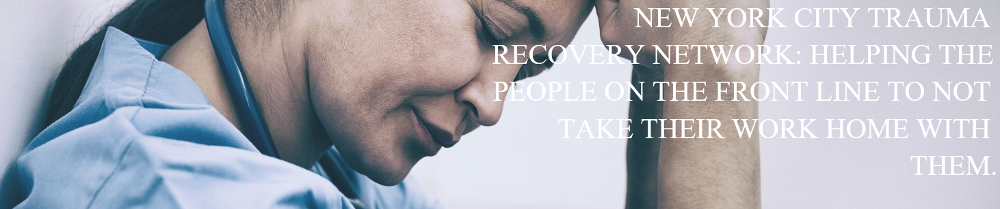 NEW YORK CITY TRAUMA
RECOVERY NETWORK: HELPING THE
PEOPLE ON THE FRONT LINE TO NOT
TAKE THEIR WORK HOME WITH
THEM.